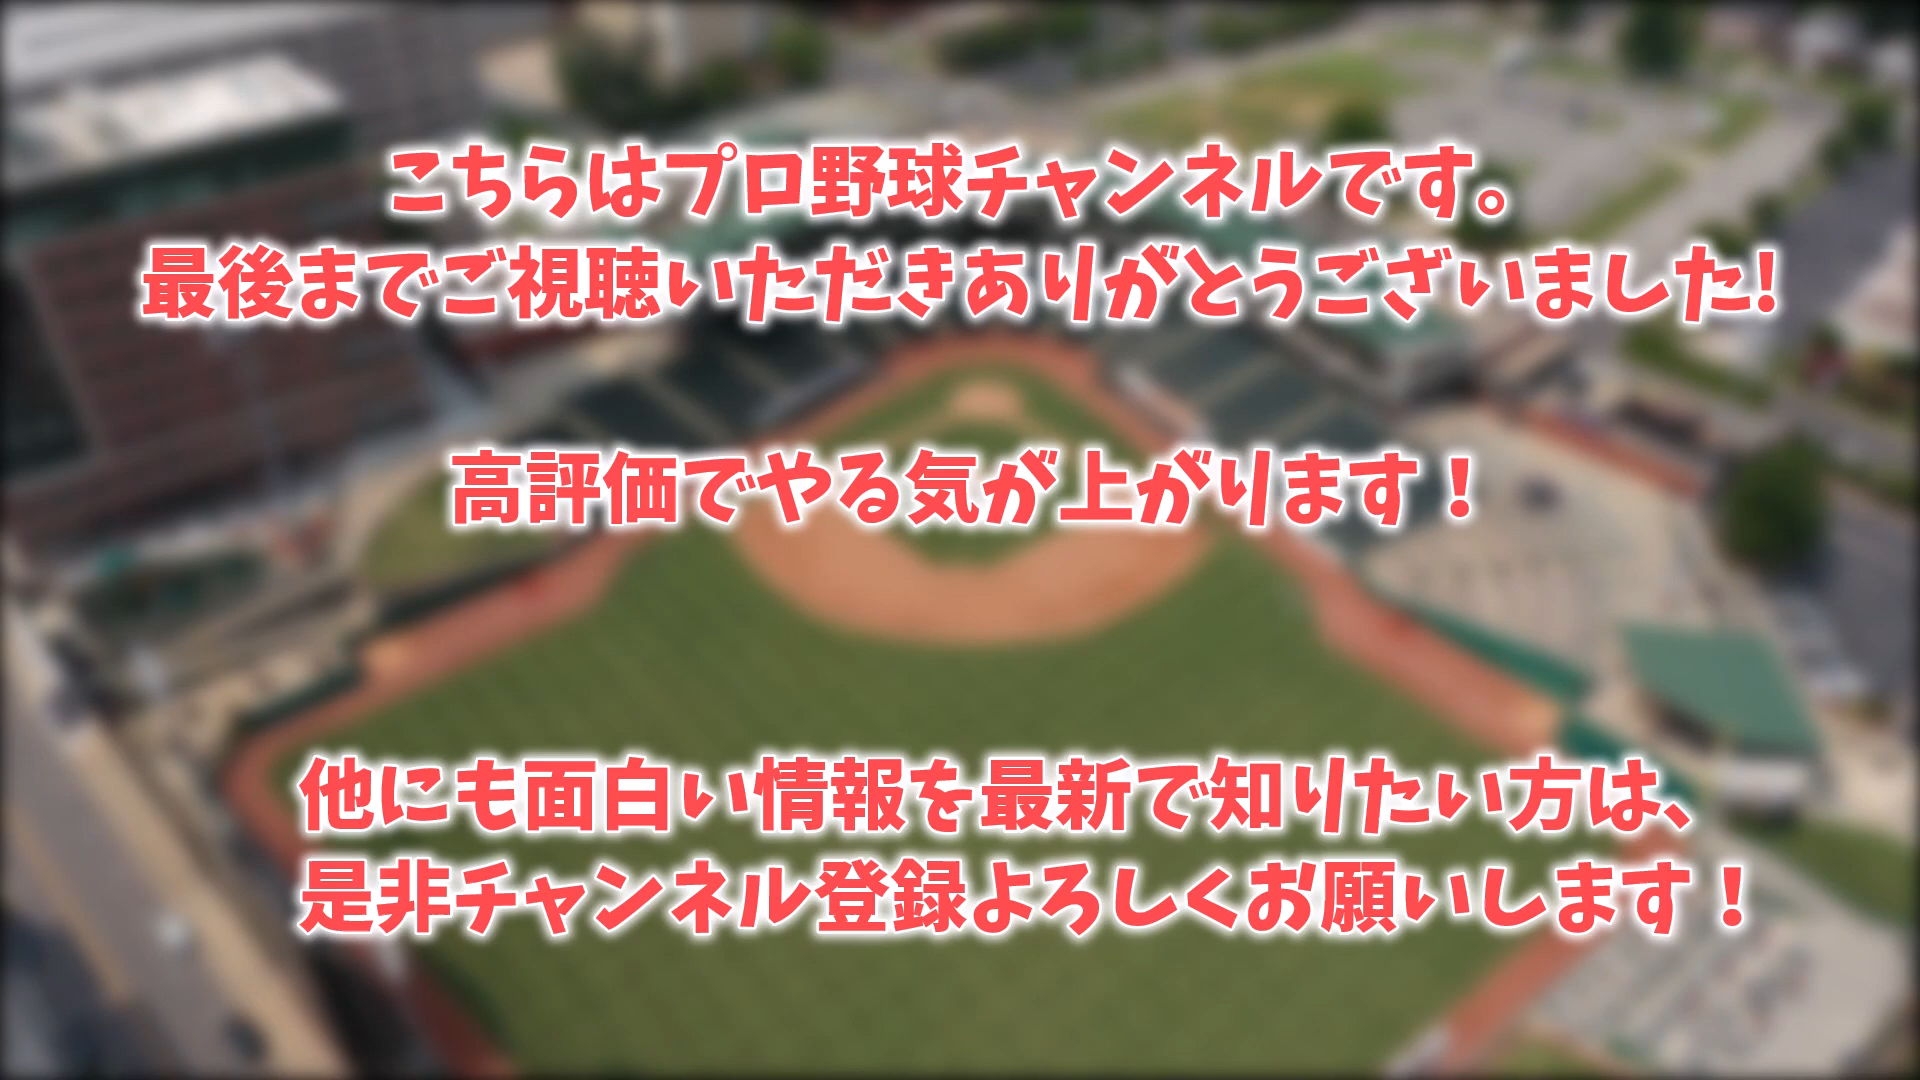 こちらはプロ野球チャンネルです。
最後までご視聴いただきありがとうございました!
高評価でやる気が上がります！
他にも面白い情報を最新で知りたい方は、
是非チャンネル登録よろしくお願いします！